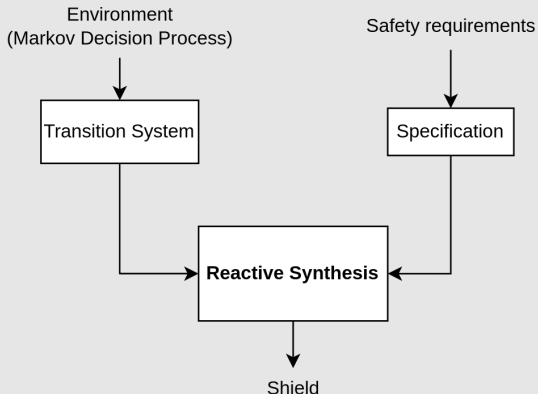 Environment
(Markov Decision Process)
Safety requirements
Transition System
Specification
Reactive Synthesis
Shield